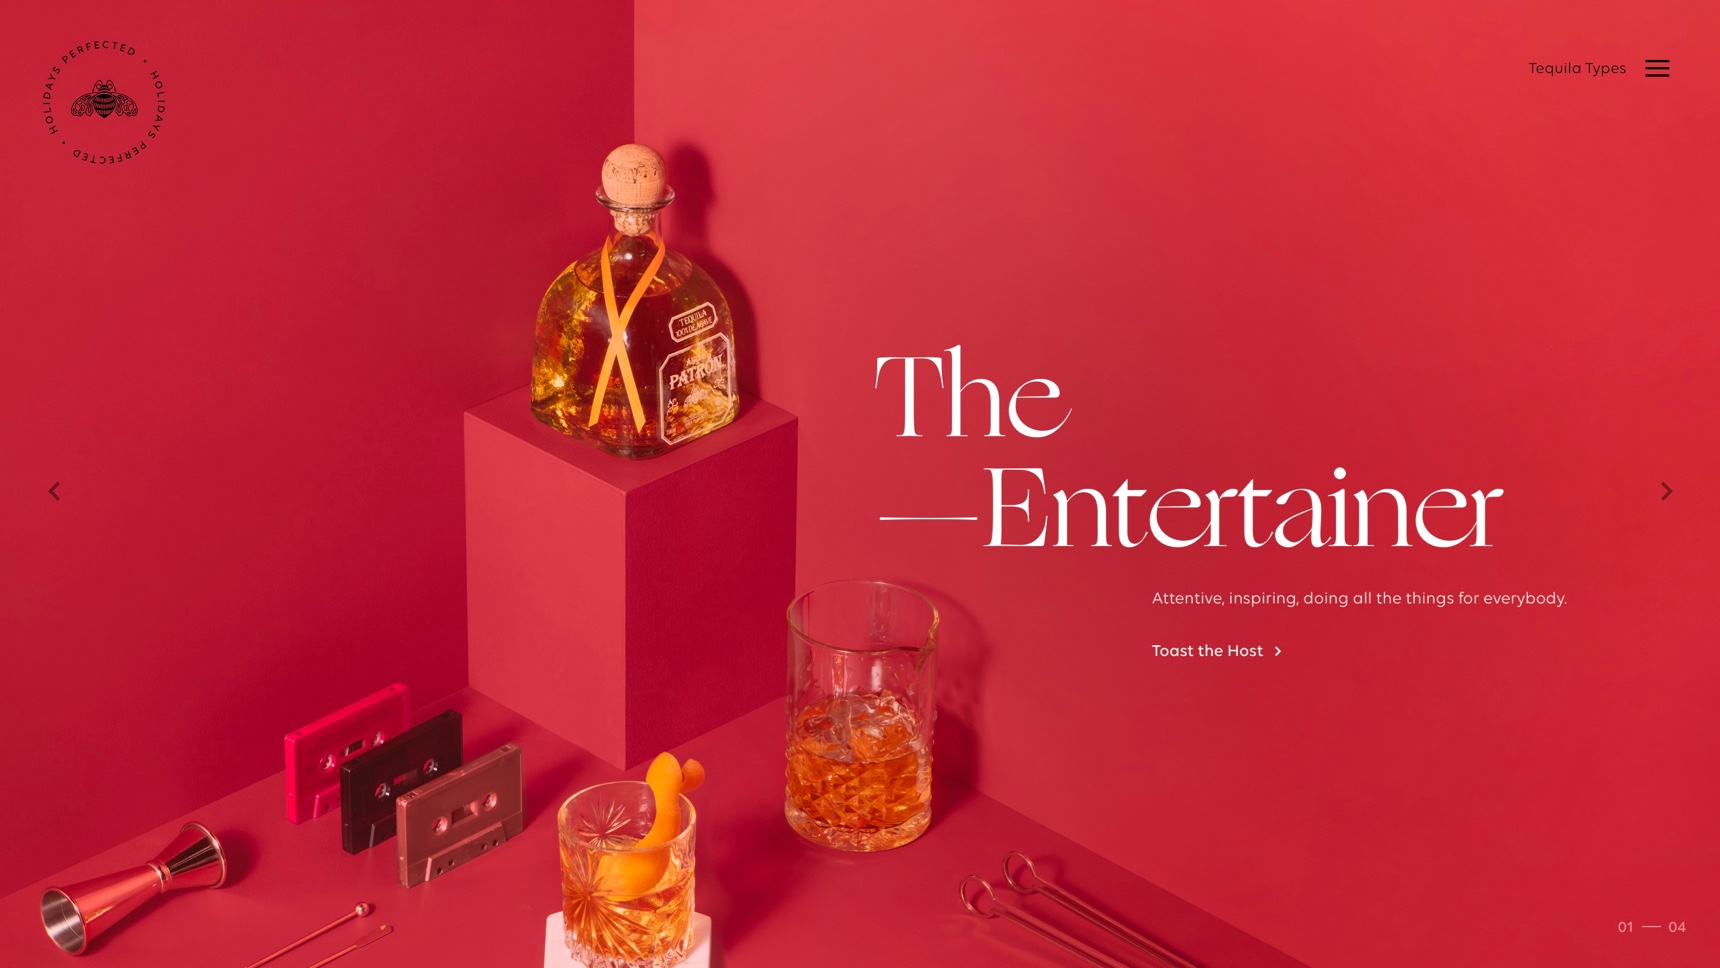 HOLIDAYS PERFECTED • HOLIDAYS PERFECTED •
Tequila Types
TEQUILA
100% DE AGAVE
PATRÓN
The
—Entertainer
Attentive, inspiring, doing all the things for everybody.
Toast the Host
01 — 04